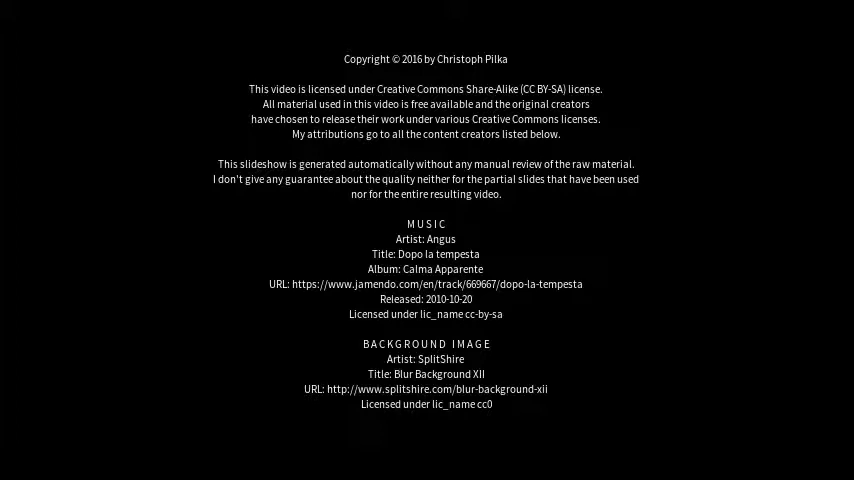 Copyright © 2016 by Christoph Pilka
This video is licensed under Creative Commons Share-Alike (CC BY-SA) license.
All material used in this video is free available and the original creators
have chosen to release their work under various Creative Commons licenses.
My attributions go to all the content creators listed below.
This slideshow is generated automatically without any manual review of the raw material.
I don't give any guarantee about the quality neither for the partial slides that have been used
nor for the entire resulting video.
MUSIC
Artist: Angus
Title: Dopo la tempesta
Album: Calma Apparente
URL: https://www.jamendo.com/en/track/669667/dopo-la-tempesta
Released: 2010-10-20
Licensed under lic_name cc-by-sa
BACKGROUND IMAGE
Artist: SplitShire
Title: Blur Background XII
URL: http://www.splitshire.com/blur-background-xii
Licensed under lic_name cc0